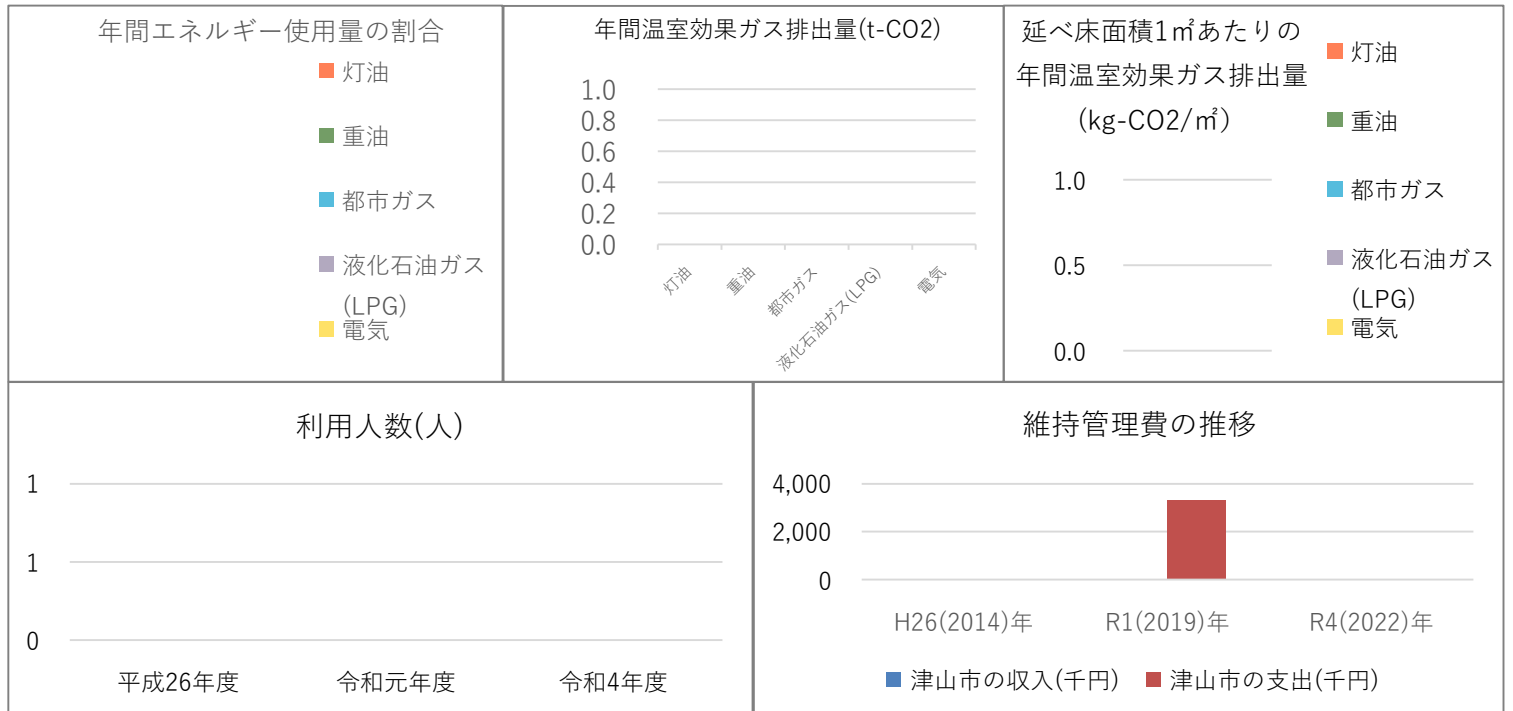 年間エネルギー使用量の割合
灯油
重油
都市ガス
液化石油ガス
(LPG)
電気
年間温室効果ガス排出量(t-CO2)
1.0
0.8
0.6
0.4
0.2
0.0
灯油
重油
都市ガス
液化石油ガス(LPG)
電気
延べ床面積1㎡あたりの
年間温室効果ガス排出量
(kg-CO2/㎡)
1.0
0.5
0.0
灯油
重油
都市ガス
液化石油ガス
(LPG)
電気
利用人数(人)
1
1
0
平成26年度 令和元年度 令和4年度
維持管理費の推移
4,000
2,000
0
H26(2014)年 R1(2019)年 R4(2022)年
津山市の収入(千円) 津山市の支出(千円)